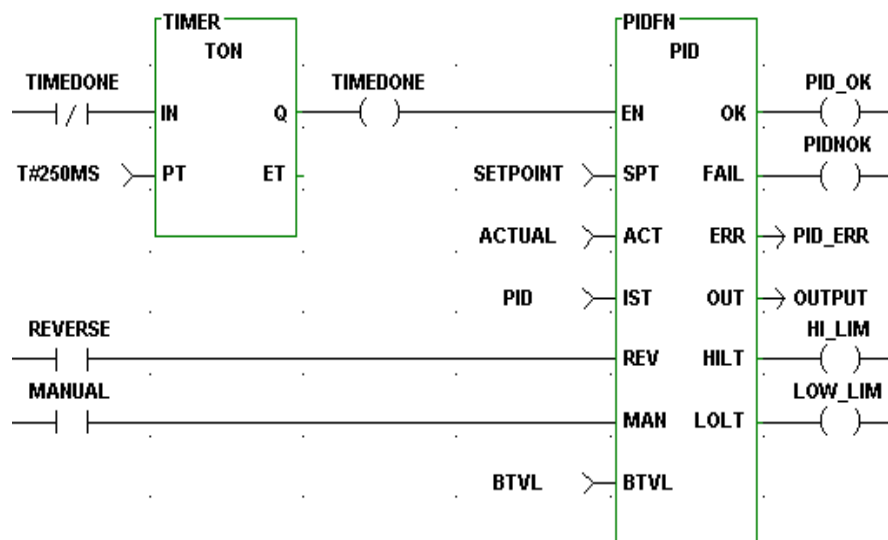 TIMER
PIDFN
TON
PID
TIMEDONE
TIMEDONE
PID_OK
IN
Q
EN
OK
PIDNOK
T#250MS
PT
ET
SETPOINT
SPT
FAIL
ACTUAL
ACT
ERR
PID_ERR
PID
IST
OUT
OUTPUT
REVERSE
HI_LIM
REV
HILT
MANUAL
LOW_LIM
MAN
LOLT
BTVL
BTVL